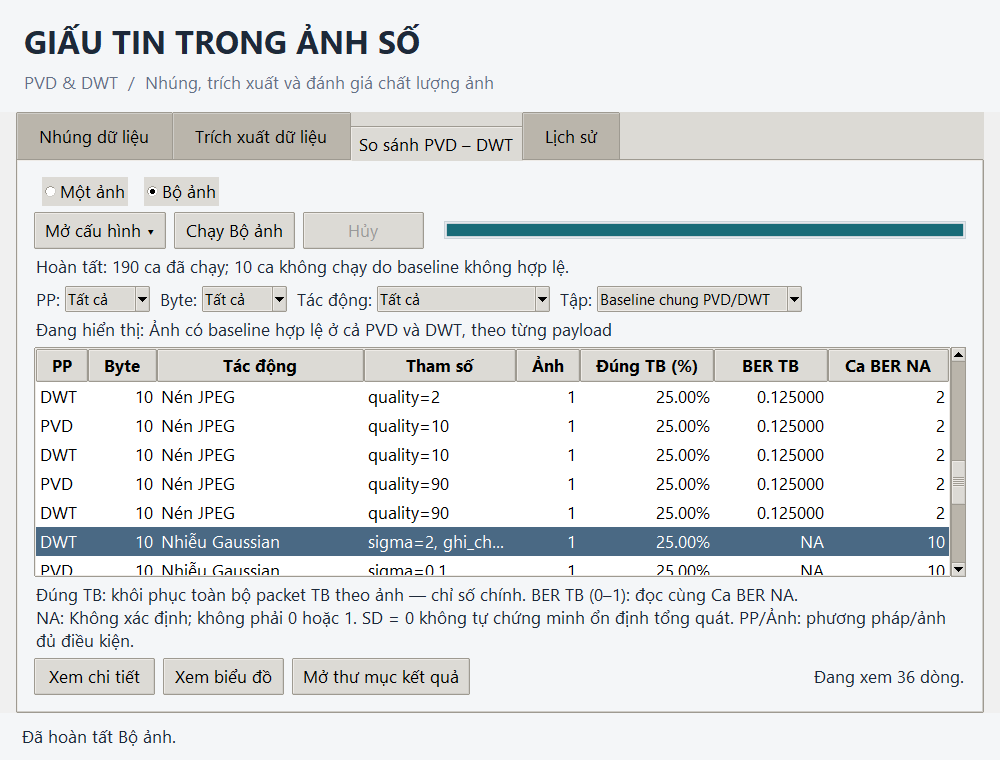 GIẤU TIN TRONG ẢNH SỐ
PVD & DWT / Nhúng, trích xuất và đánh giá chất lượng ảnh
Nhúng dữ liệu Trích xuất dữ liệu So sánh PVD – DWT Lịch sử
Một ảnh Bộ ảnh
Mở cấu hình ▾ Chạy Bộ ảnh Hủy
Hoàn tất: 190 ca đã chạy; 10 ca không chạy do baseline không hợp lệ.
PP: Tất cả Byte: Tất cả Tác động: Tất cả Tập: Baseline chung PVD/DWT
Đang hiển thị: Ảnh có baseline hợp lệ ở cả PVD và DWT, theo từng payload
PP Byte Tác động Tham số Ảnh Đúng TB (%) BER TB Ca BER NA
DWT 10 Nén JPEG quality=2 1 25.00% 0.125000 2
PVD 10 Nén JPEG quality=10 1 25.00% 0.125000 2
DWT 10 Nén JPEG quality=10 1 25.00% 0.125000 2
PVD 10 Nén JPEG quality=90 1 25.00% 0.125000 2
DWT 10 Nén JPEG quality=90 1 25.00% 0.125000 2
DWT 10 Nhiễu Gaussian sigma=2, ghi_ch... 1 25.00% NA 10
PVD 10 Nhiễu Gaussian sigma=0.1 1 25.00% NA 10
Đúng TB: khôi phục toàn bộ packet TB theo ảnh — chỉ số chính. BER TB (0–1): đọc cùng Ca BER NA.
NA: Không xác định; không phải 0 hoặc 1. SD = 0 không tự chứng minh ổn định tổng quát. PP/Ảnh: phương pháp/ảnh
đủ điều kiện.
Xem chi tiết Xem biểu đồ Mở thư mục kết quả Đang xem 36 dòng.
Đã hoàn tất Bộ ảnh.